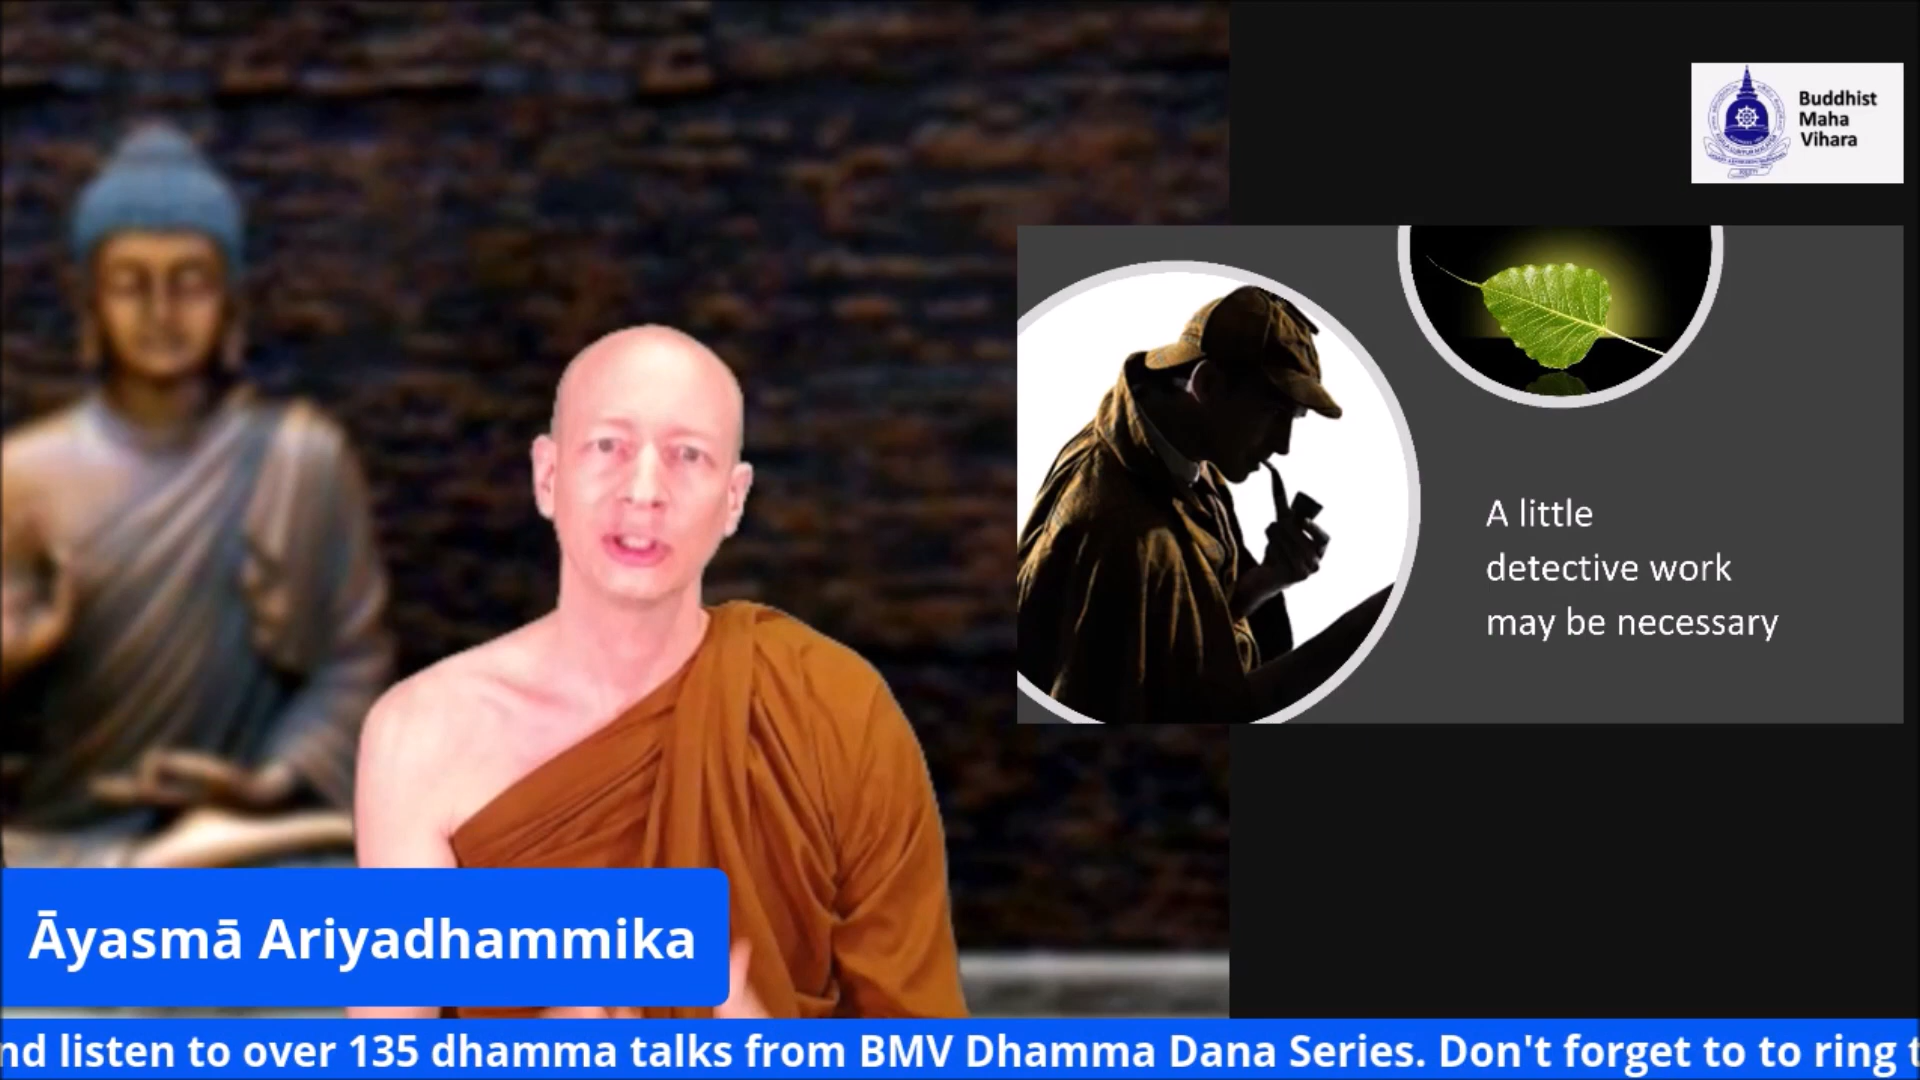 Buddhist
Maha
Vihara
A little
detective work
may be necessary
Āyasmā Ariyadhammika
nd listen to over 135 dhamma talks from BMV Dhamma Dana Series. Don't forget to to ring t